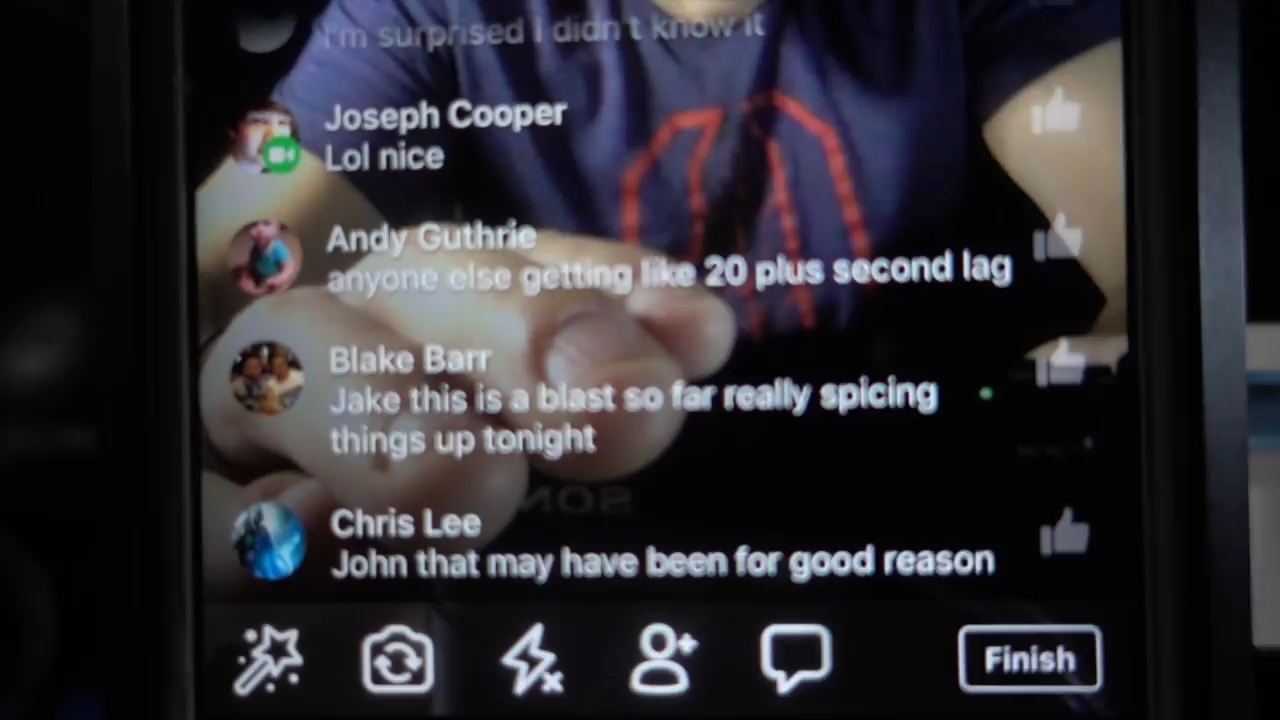 I'm surprised I didn't know it
Joseph Cooper
Lol nice
Andy Guthrie
anyone else getting like 20 plus second lag
Blake Barr
Jake this is a blast so far really spicing
things up tonight
SON
Chris Lee
John that may have been for good reason
Finish